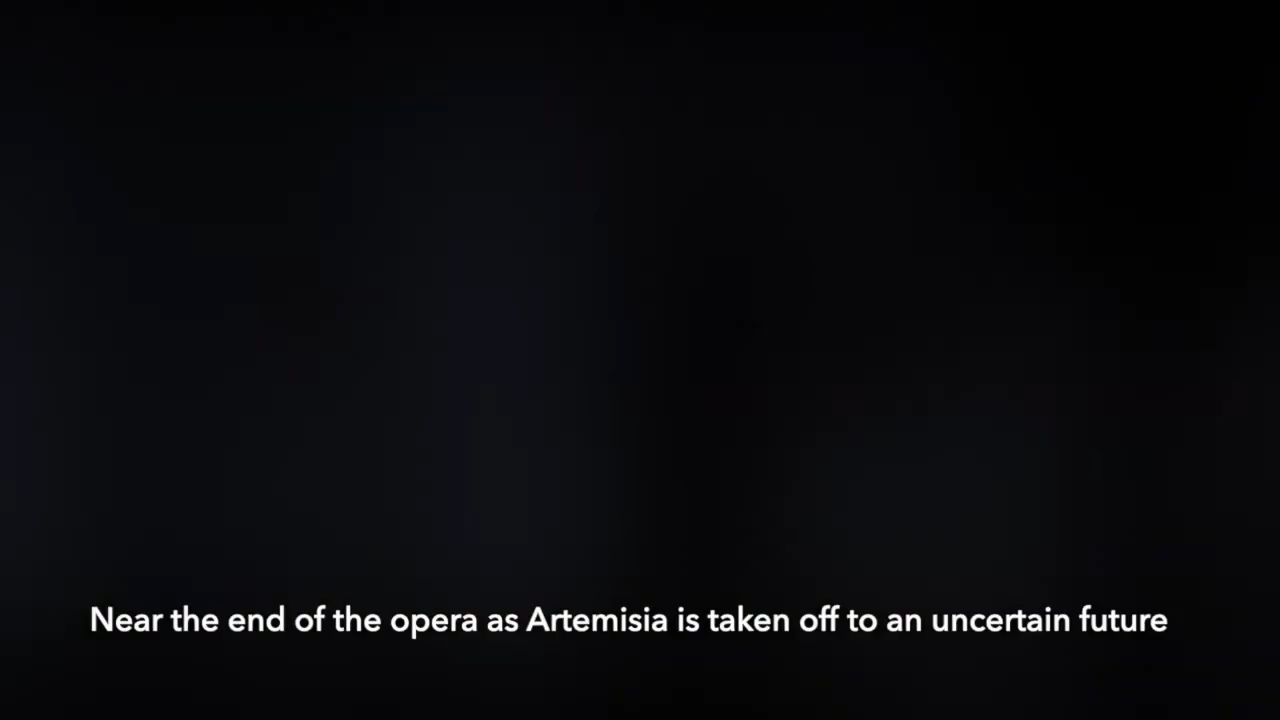 Near the end of the opera as Artemisia is taken off to an uncertain future